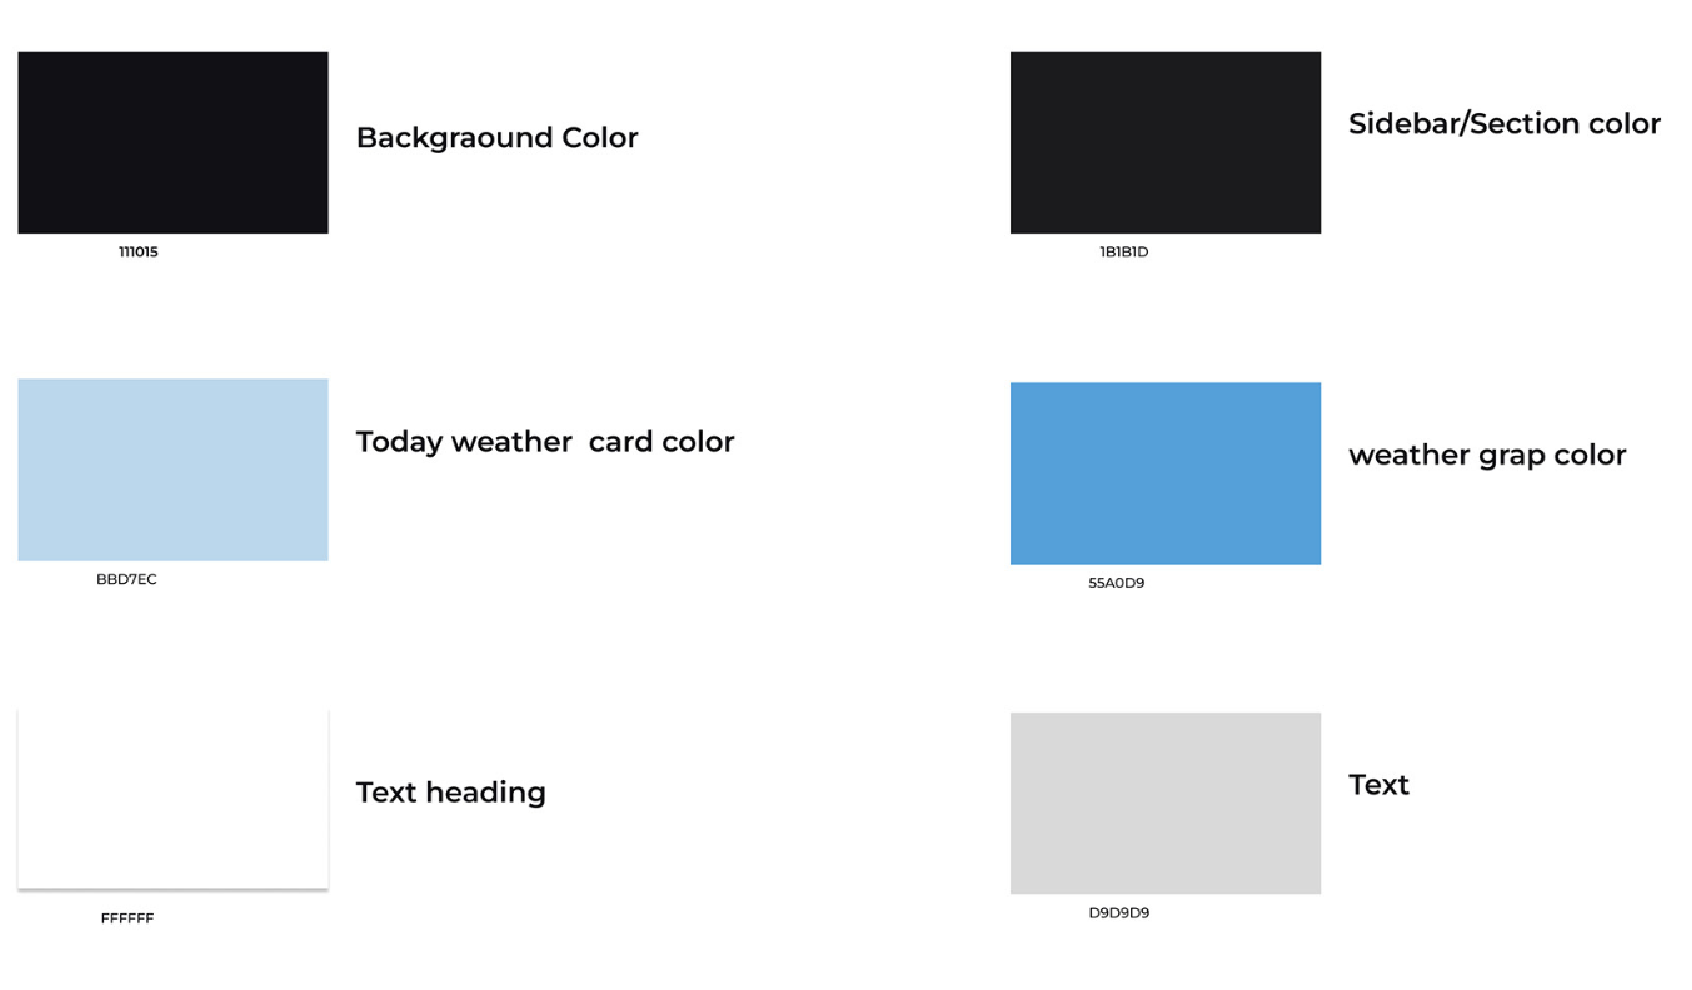 Backgraound Color
111015
Sidebar/Section color
1B1B1D
Today weather  card color
BBD7EC
weather grap color
55A0D9
Text heading
FFFFFF
Text
D9D9D9